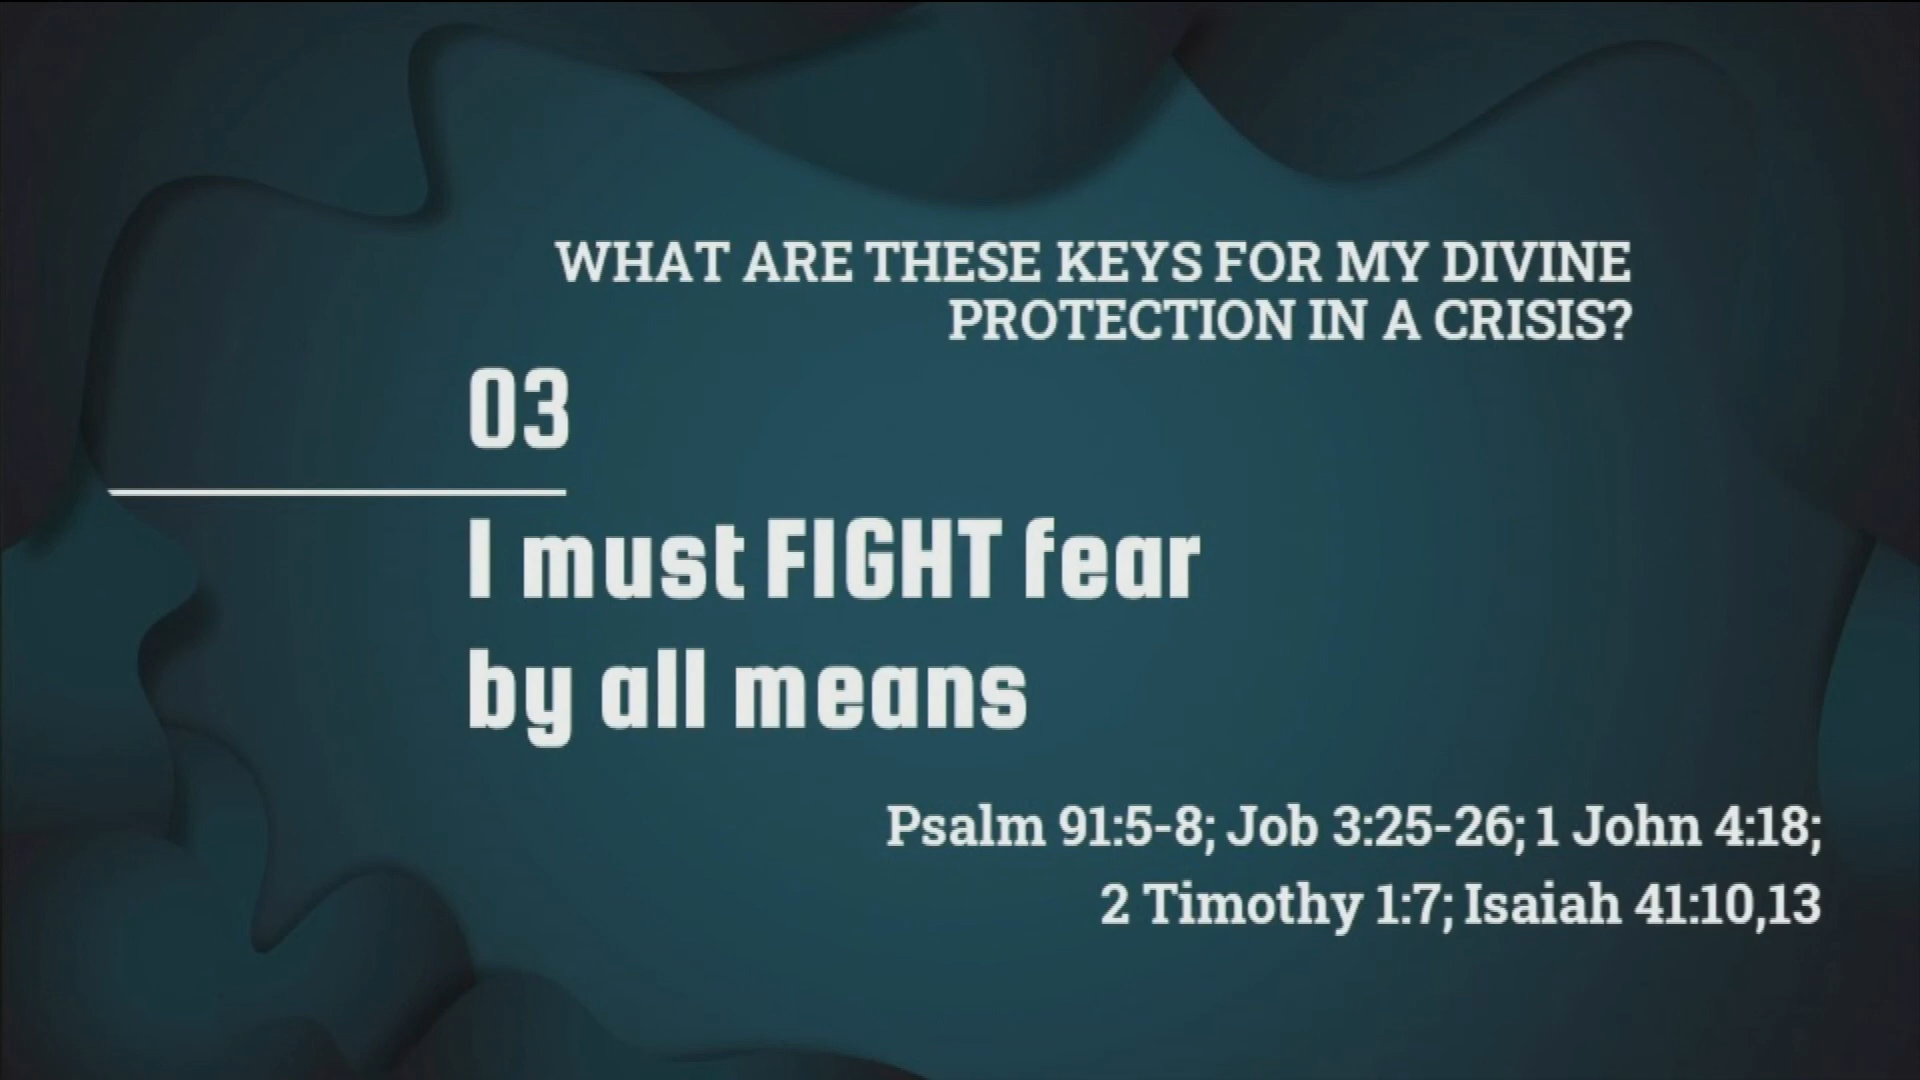 WHAT ARE THESE KEYS FOR MY DIVINE
PROTECTION IN A CRISIS?
03
I must FIGHT fear
by all means
Psalm 91:5-8; Job 3:25-26; 1 John 4:18;
2 Timothy 1:7; Isaiah 41:10,13